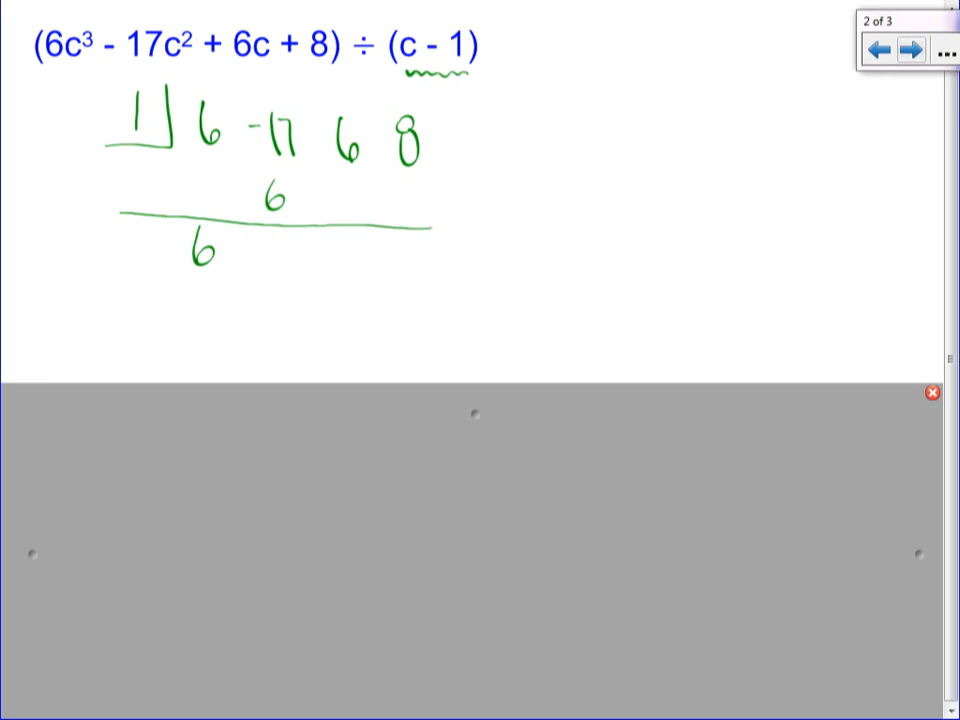 2 of 3
(6c³ - 17c² + 6c + 8) ÷ (c - 1)
1 6 -17 6 8
6
6